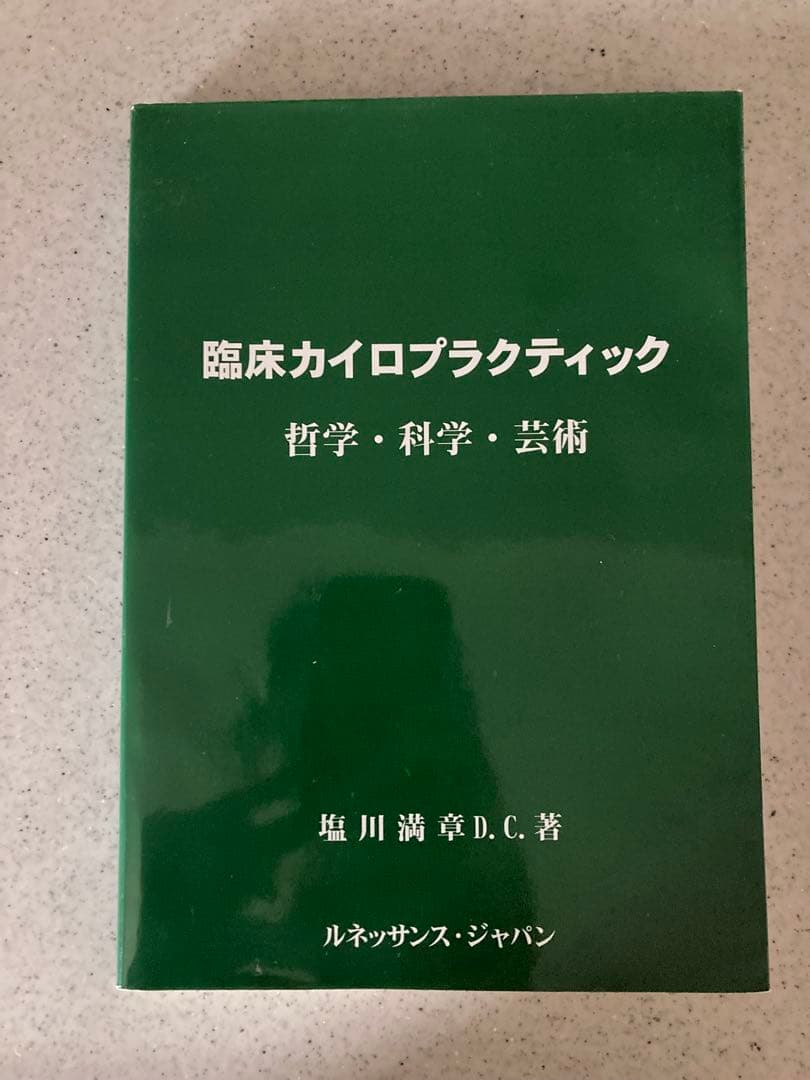 臨床カイロプラクティック
哲学・科学・芸術
塩川満章D.C.著
ルネッサンス・ジャパン